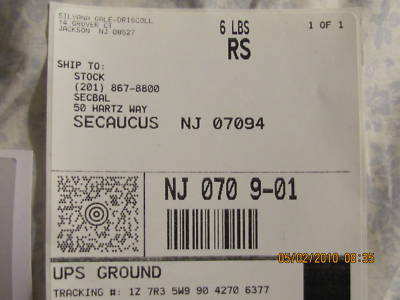 SILVANA GALE-DRISCOLL
14 GROVER CT
JACKSON NJ 08527
6 LBS
1 OF 1
RS
SHIP TO:
STOCK
(201) 867-8800
SECBAL
50 HARTZ WAY
SECAUCUS NJ 07094
NJ 070 9-01
05/02/2010 08:35
UPS GROUND
TRACKING #: 1Z 7R3 5W9 90 4270 6377